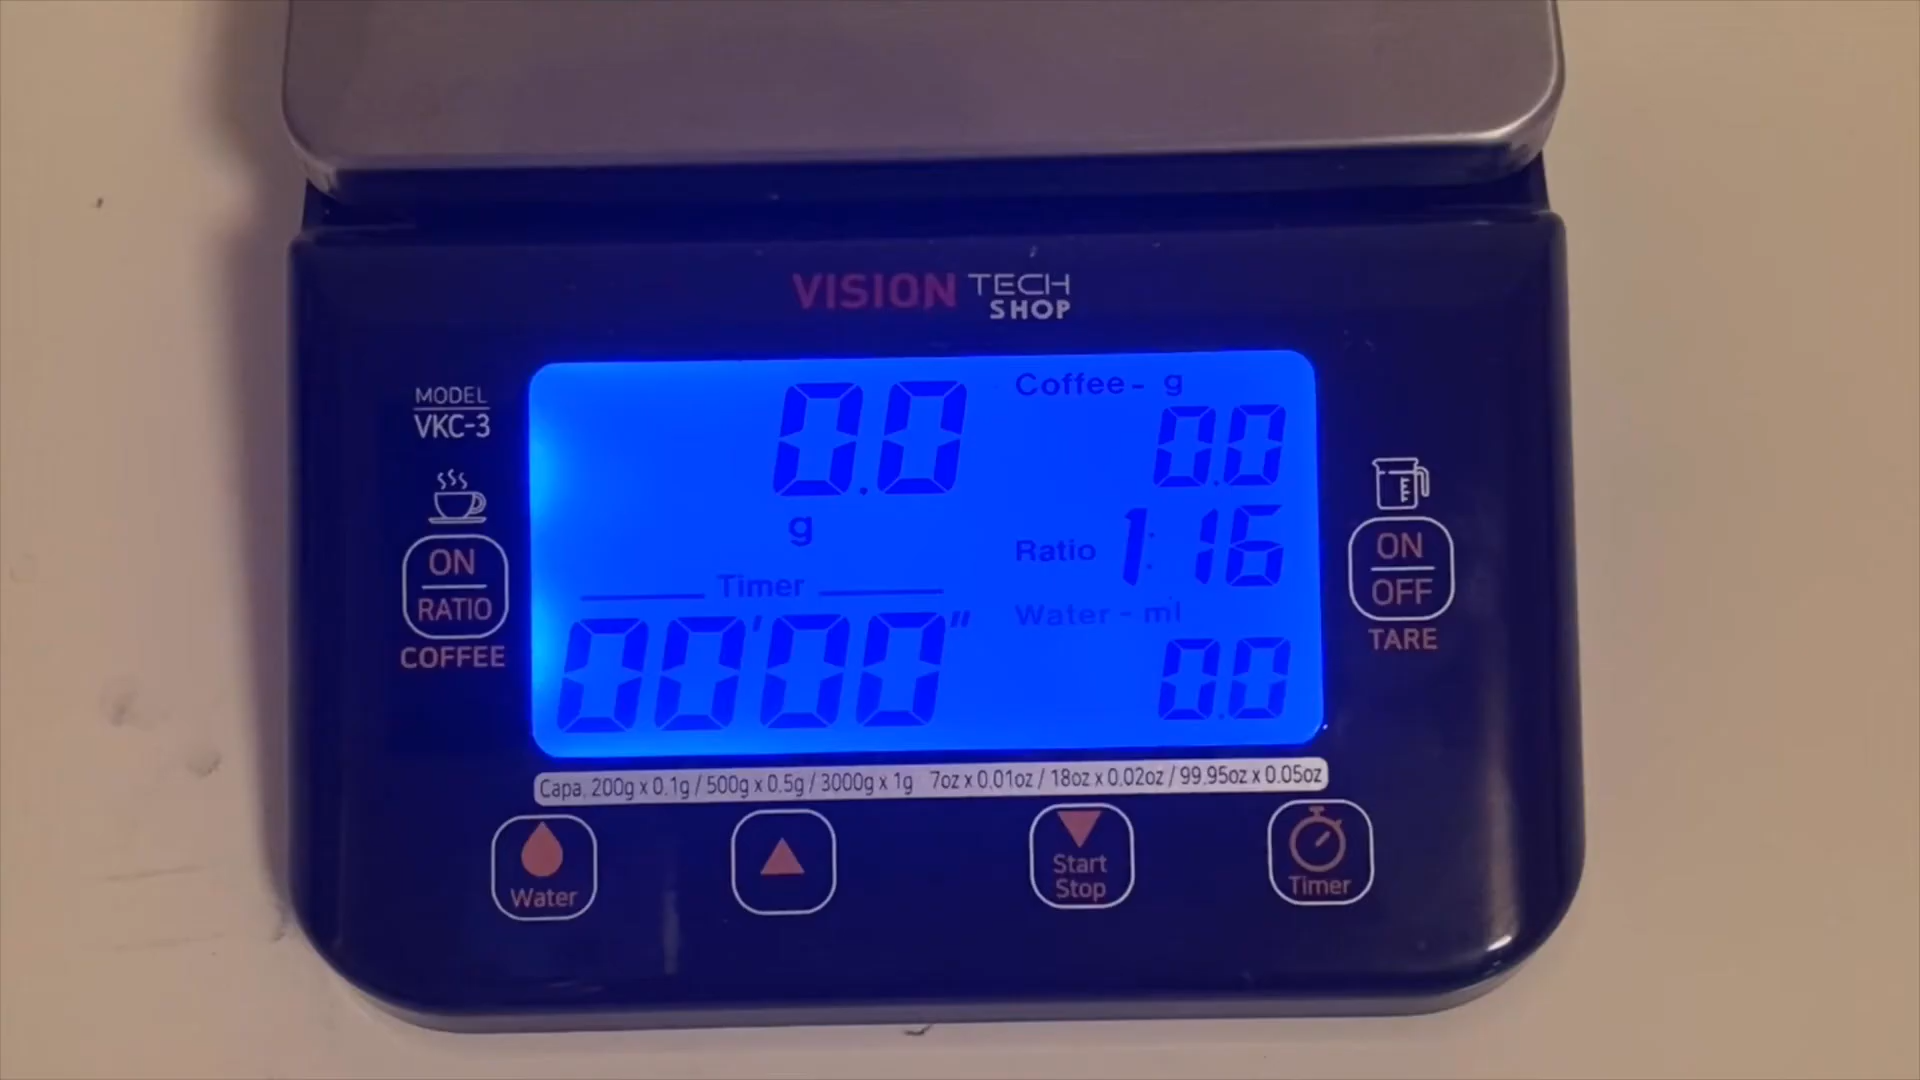 VISION TECH
SHOP
MODEL
VKC-3
0.0
g
Coffee - g
0.0
Ratio 1:16
Timer
00'00"
Water - ml
0.0
ON
RATIO
COFFEE
ON
OFF
TARE
Capa. 200g x 0.1g / 500g x 0.5g / 3000g x 1g 7oz x 0.01oz / 18oz x 0.02oz / 99.95oz x 0.05oz
Water
Start
Stop
Timer